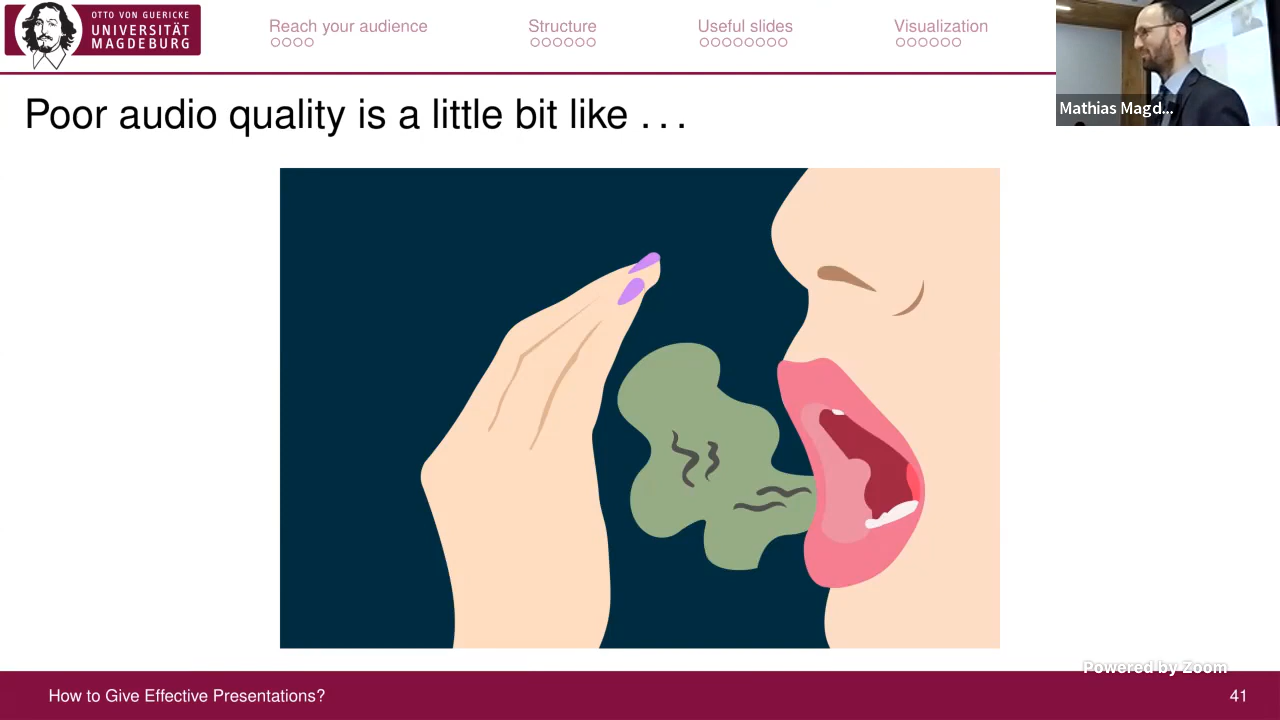 OTTO VON GUERICKE
UNIVERSITÄT
MAGDEBURG
Reach your audience
Structure
Useful slides
Visualization
Mathias Magd...
Poor audio quality is a little bit like . . .
Powered by Zoom
How to Give Effective Presentations?
41